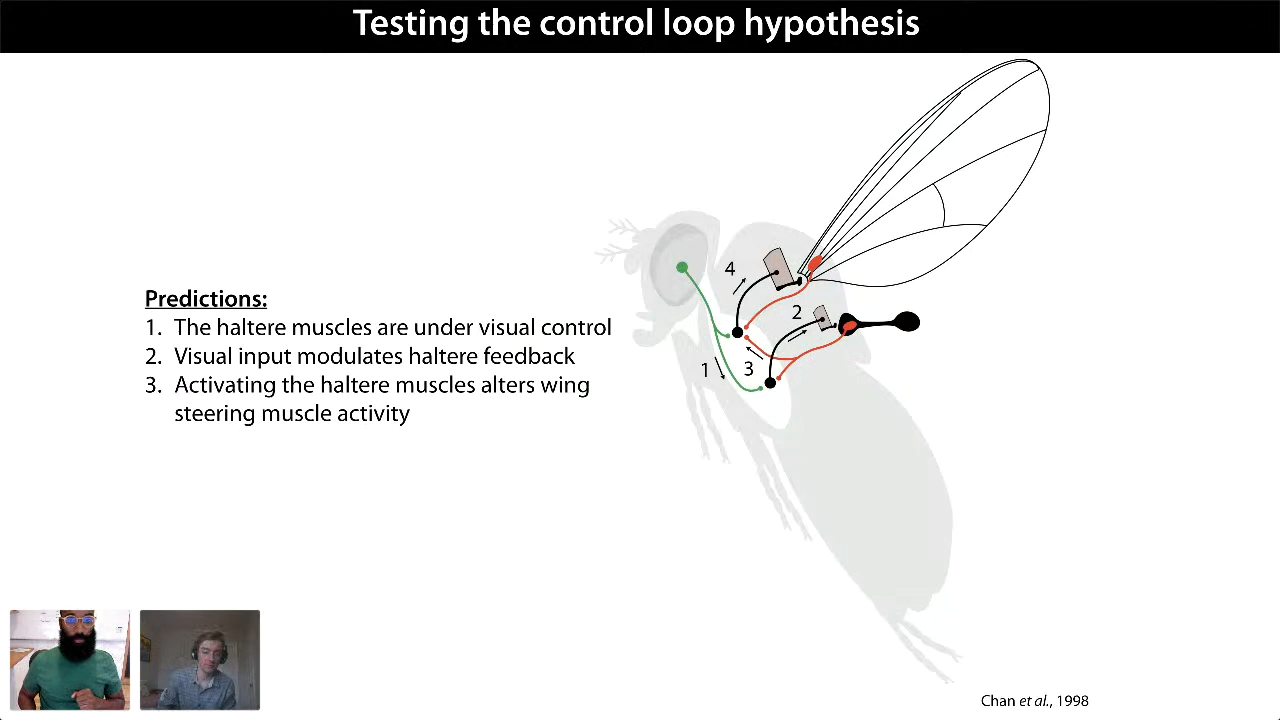 Testing the control loop hypothesis
Predictions:
1. The haltere muscles are under visual control
2. Visual input modulates haltere feedback
3. Activating the haltere muscles alters wing
steering muscle activity
4
2
3
1
Chan et al., 1998